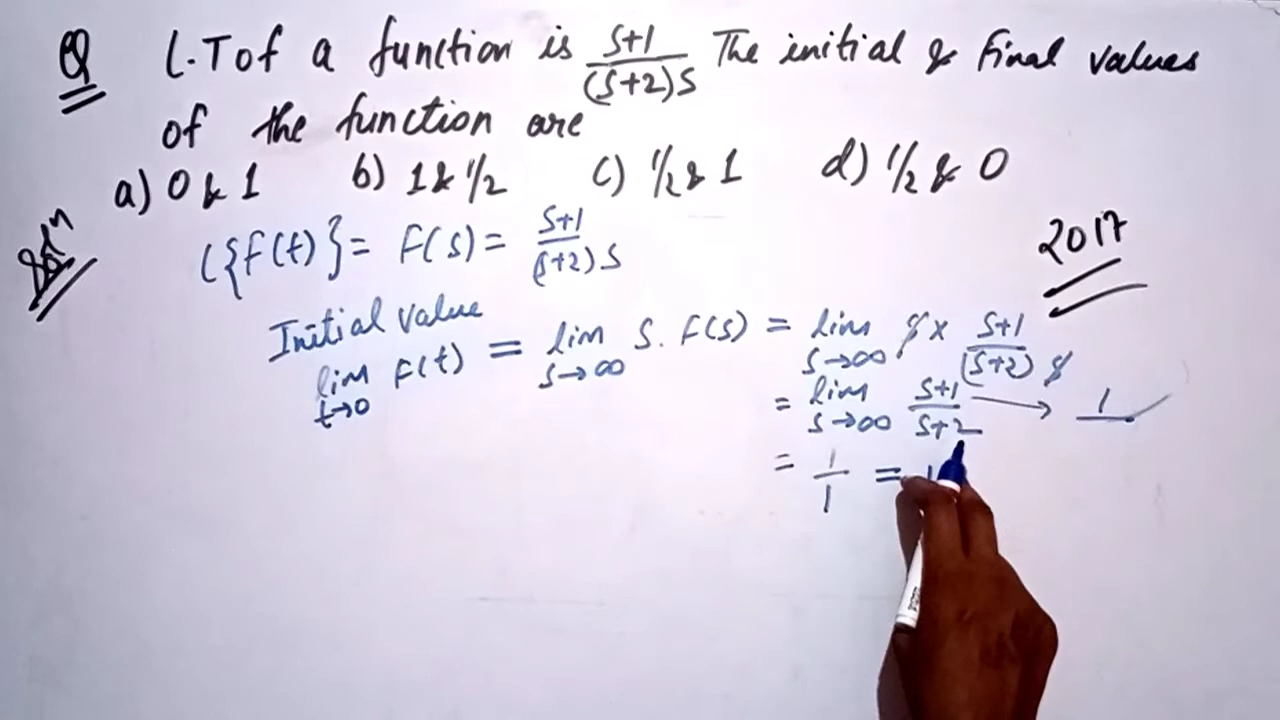 Q L.T of a function is S+1/(S+2)S The initial & Final values
of the function are
a) 0 & 1 b) 1 & 1/2 c) 1/2 & 1 d) 1/2 & 0
Solⁿ
2017
L{F(t)} = F(s) = S+1/(S+2)S
Initial value
lim t→0 F(t) = lim S→∞ S. F(s) = lim S→∞ S × S+1/(S+2) S
= lim S→∞ S+1/S+2 → 1
= 1/1 = 1